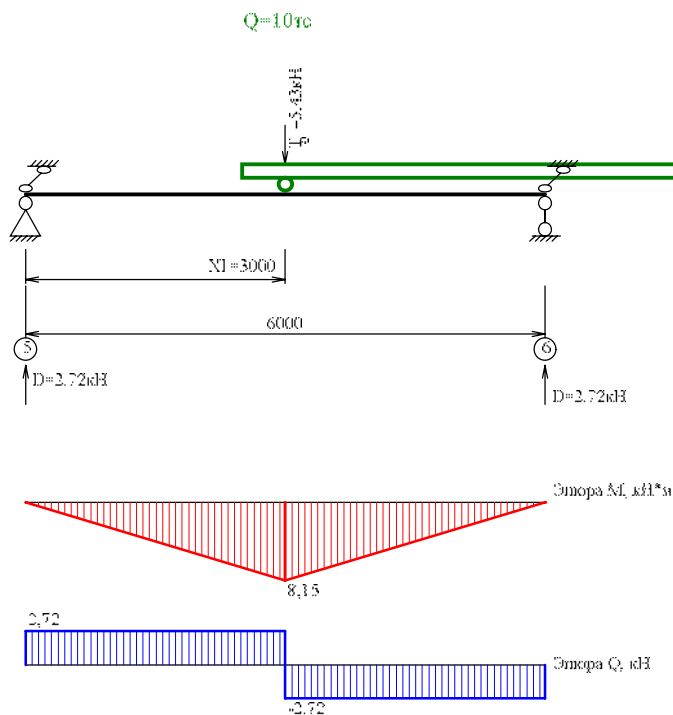 Q=10тс
=5.43кН
X1=3000
6000
5
6
D=2.72кН
D=2.72кН
Эпюра M, кН*м
8,15
2,72
Эпюра Q, кН
-2.72